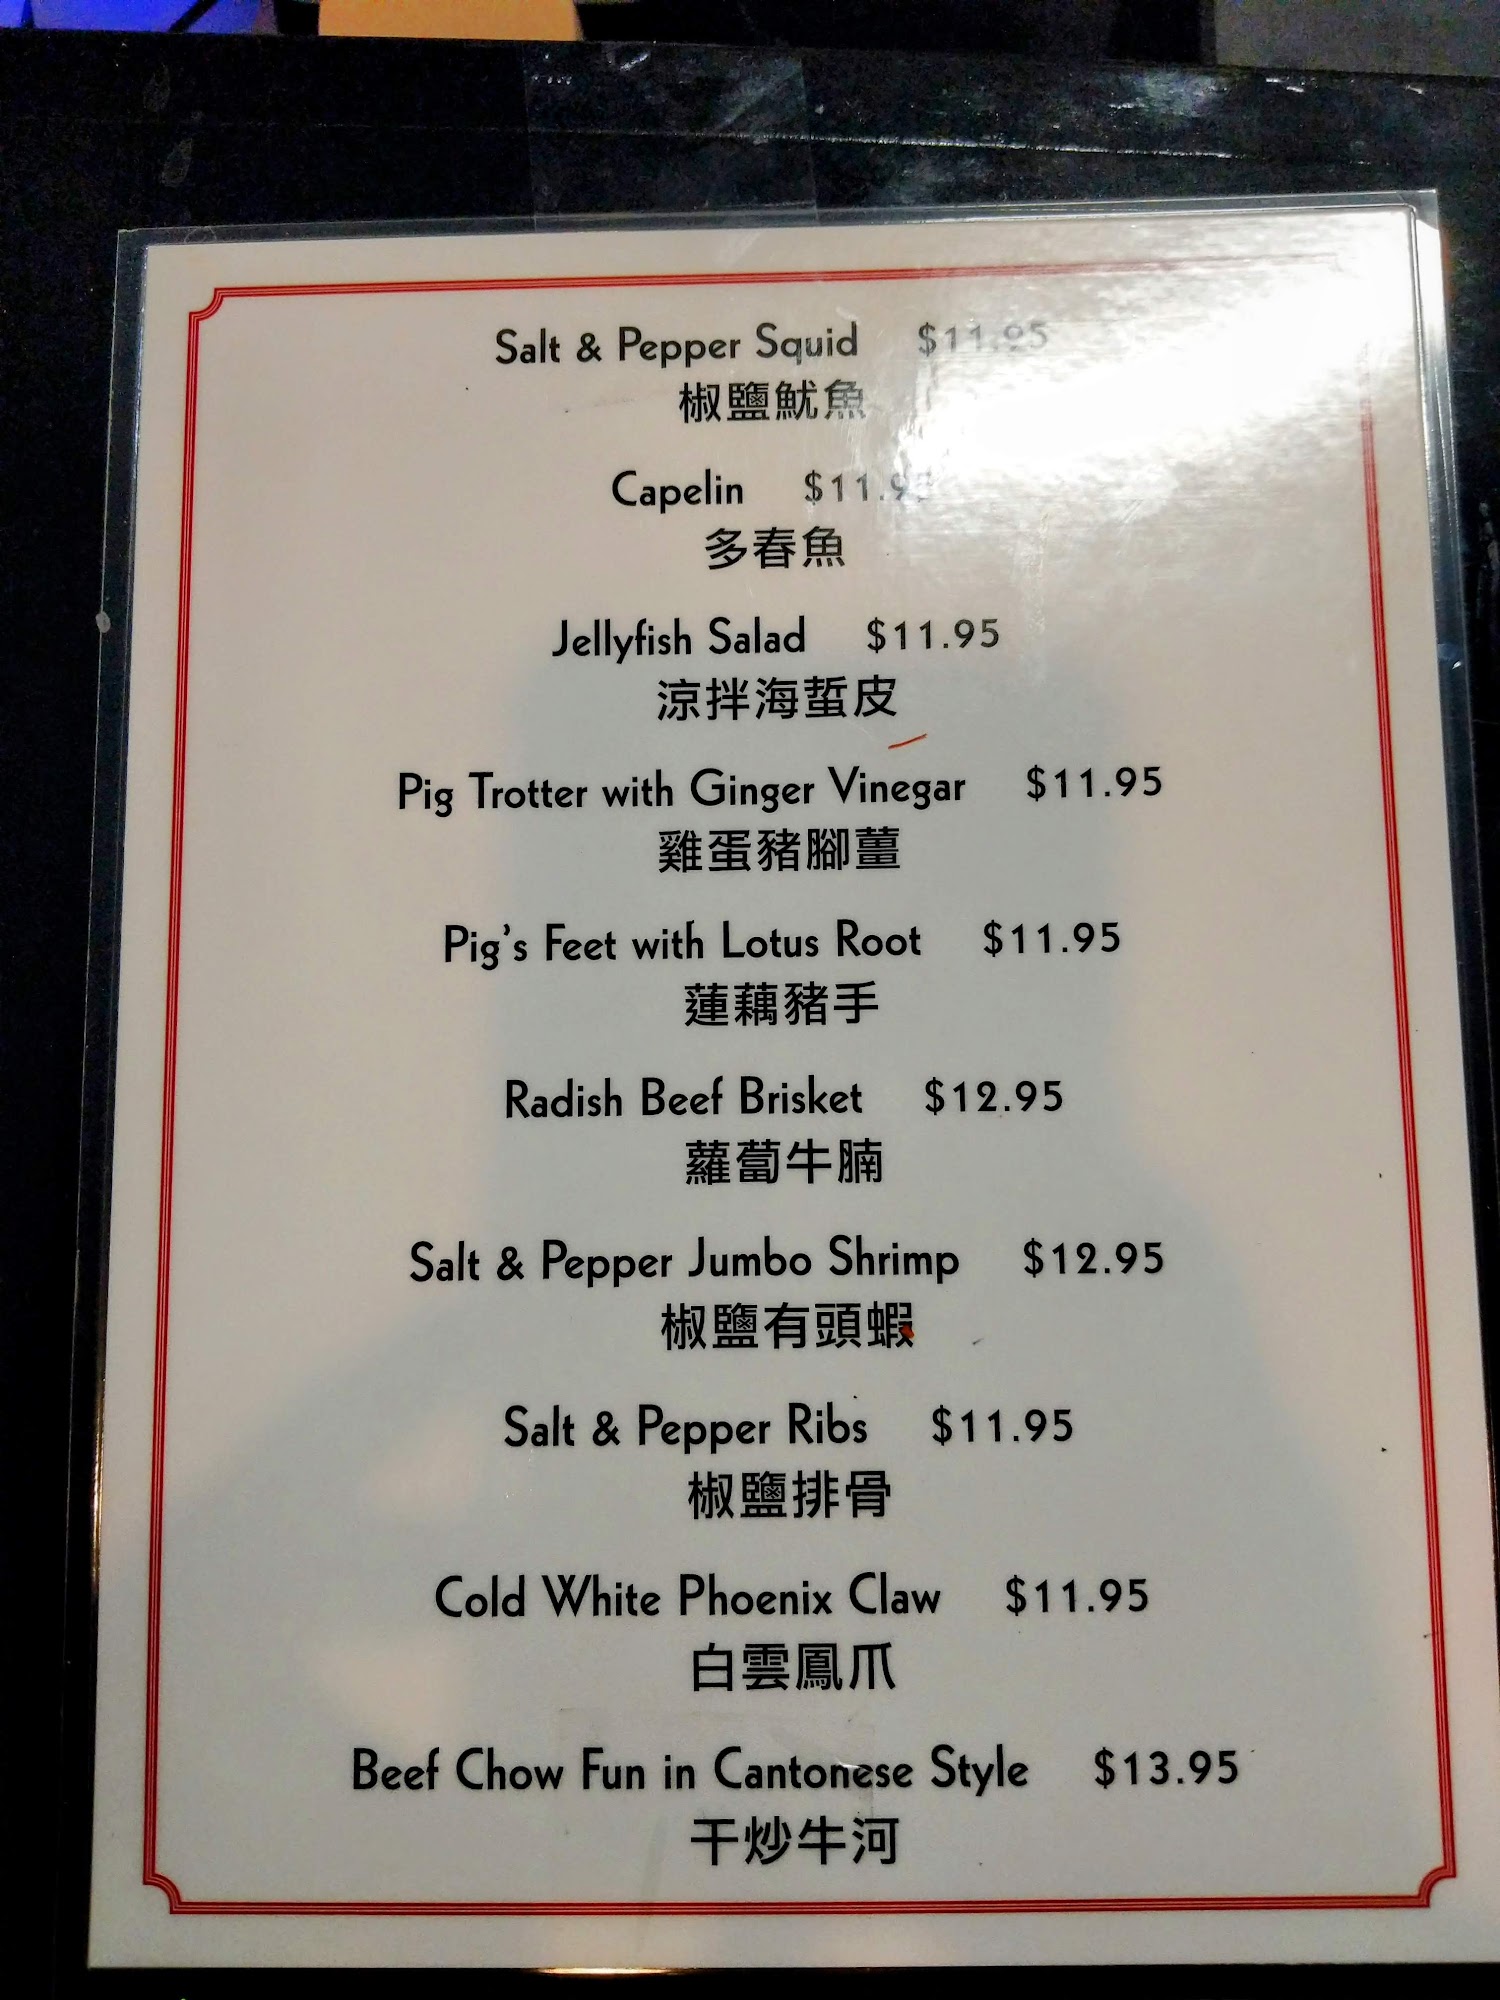 Salt & Pepper Squid $11.95
椒鹽魷魚
Capelin $11.95
多春魚
Jellyfish Salad $11.95
涼拌海蜇皮
Pig Trotter with Ginger Vinegar $11.95
雞蛋豬腳薑
Pig's Feet with Lotus Root $11.95
蓮藕豬手
Radish Beef Brisket $12.95
蘿蔔牛腩
Salt & Pepper Jumbo Shrimp $12.95
椒鹽有頭蝦
Salt & Pepper Ribs $11.95
椒鹽排骨
Cold White Phoenix Claw $11.95
白雲鳳爪
Beef Chow Fun in Cantonese Style $13.95
干炒牛河